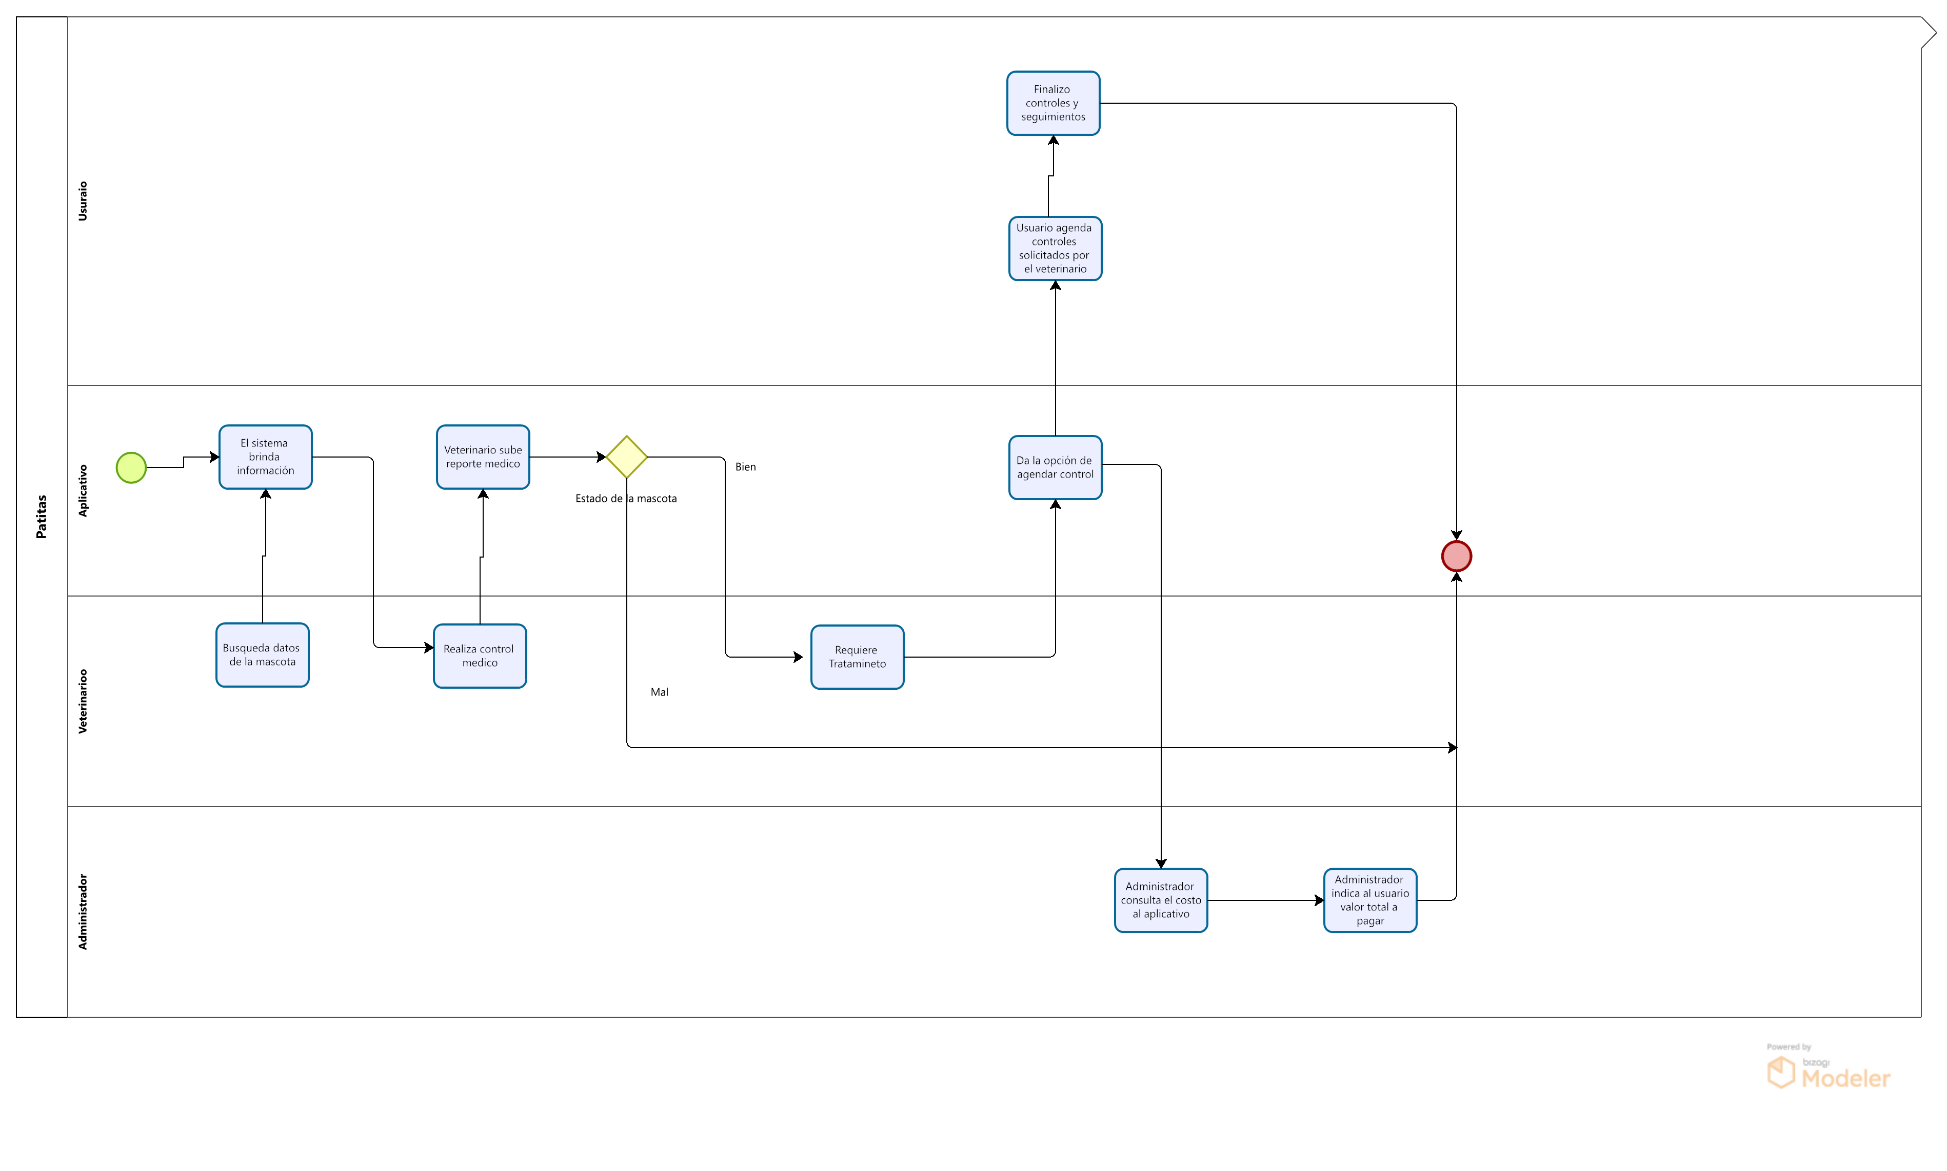 Patitas
Usuraio
Finalizo
controles y
seguimientos
Usuario agenda
controles
solicitados por
el veterinario
Aplicativo
El sistema
brinda
información
Veterinario sube
reporte medico
Estado de la mascota
Bien
Da la opción de
agendar control
Veterinarioo
Busqueda datos
de la mascota
Realiza control
medico
Requiere
Tratamineto
Mal
Administrador
Administrador
consulta el costo
al aplicativo
Administrador
indica al usuario
valor total a
pagar
Powered by
bizagi
Modeler